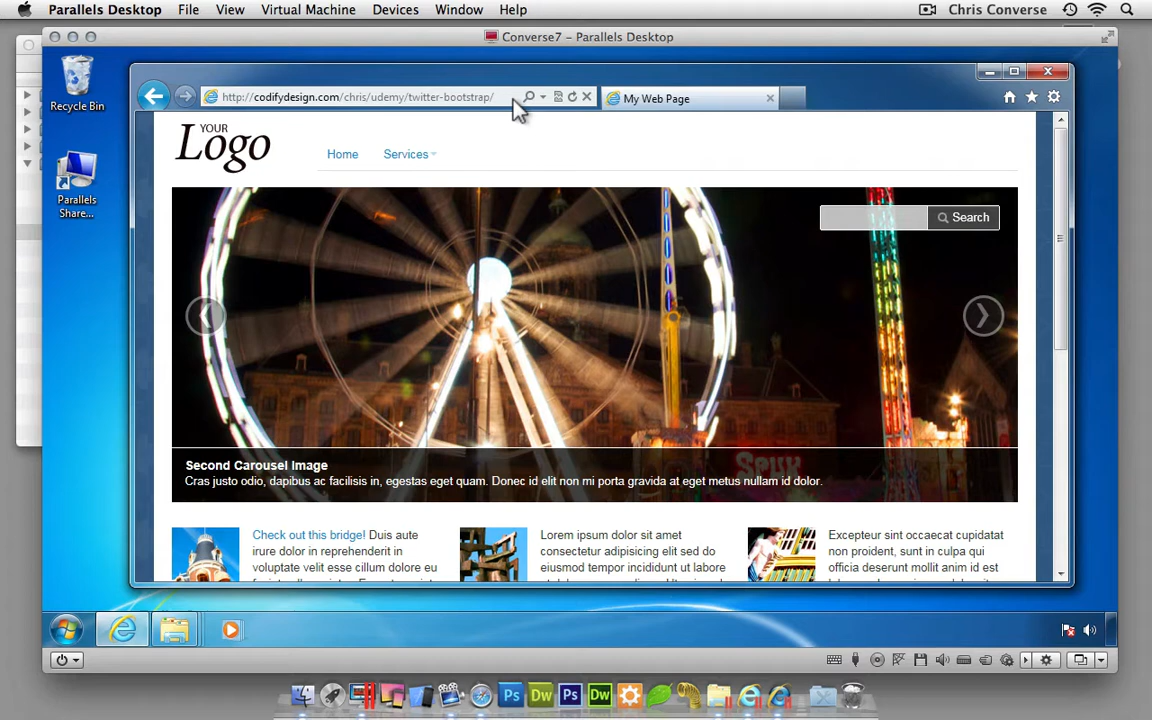 Parallels Desktop File View Virtual Machine Devices Window Help Chris Converse
Converse7 - Parallels Desktop
Recycle Bin
Parallels
Share...
http://codifydesign.com/chris/udemy/twitter-bootstrap/
My Web Page
YOUR
Logo
Home Services
Search
Second Carousel Image
Cras justo odio, dapibus ac facilisis in, egestas eget quam. Donec id elit non mi porta gravida at eget metus nullam id dolor.
Check out this bridge! Duis aute
irure dolor in reprehenderit in
voluptate velit esse cillum dolore eu
Lorem ipsum dolor sit amet
consectetur adipisicing elit sed do
eiusmod tempor incididunt ut labore
Excepteur sint occaecat cupidatat
non proident, sunt in culpa qui
officia deserunt mollit anim id est
Ps Dw Ps Dw